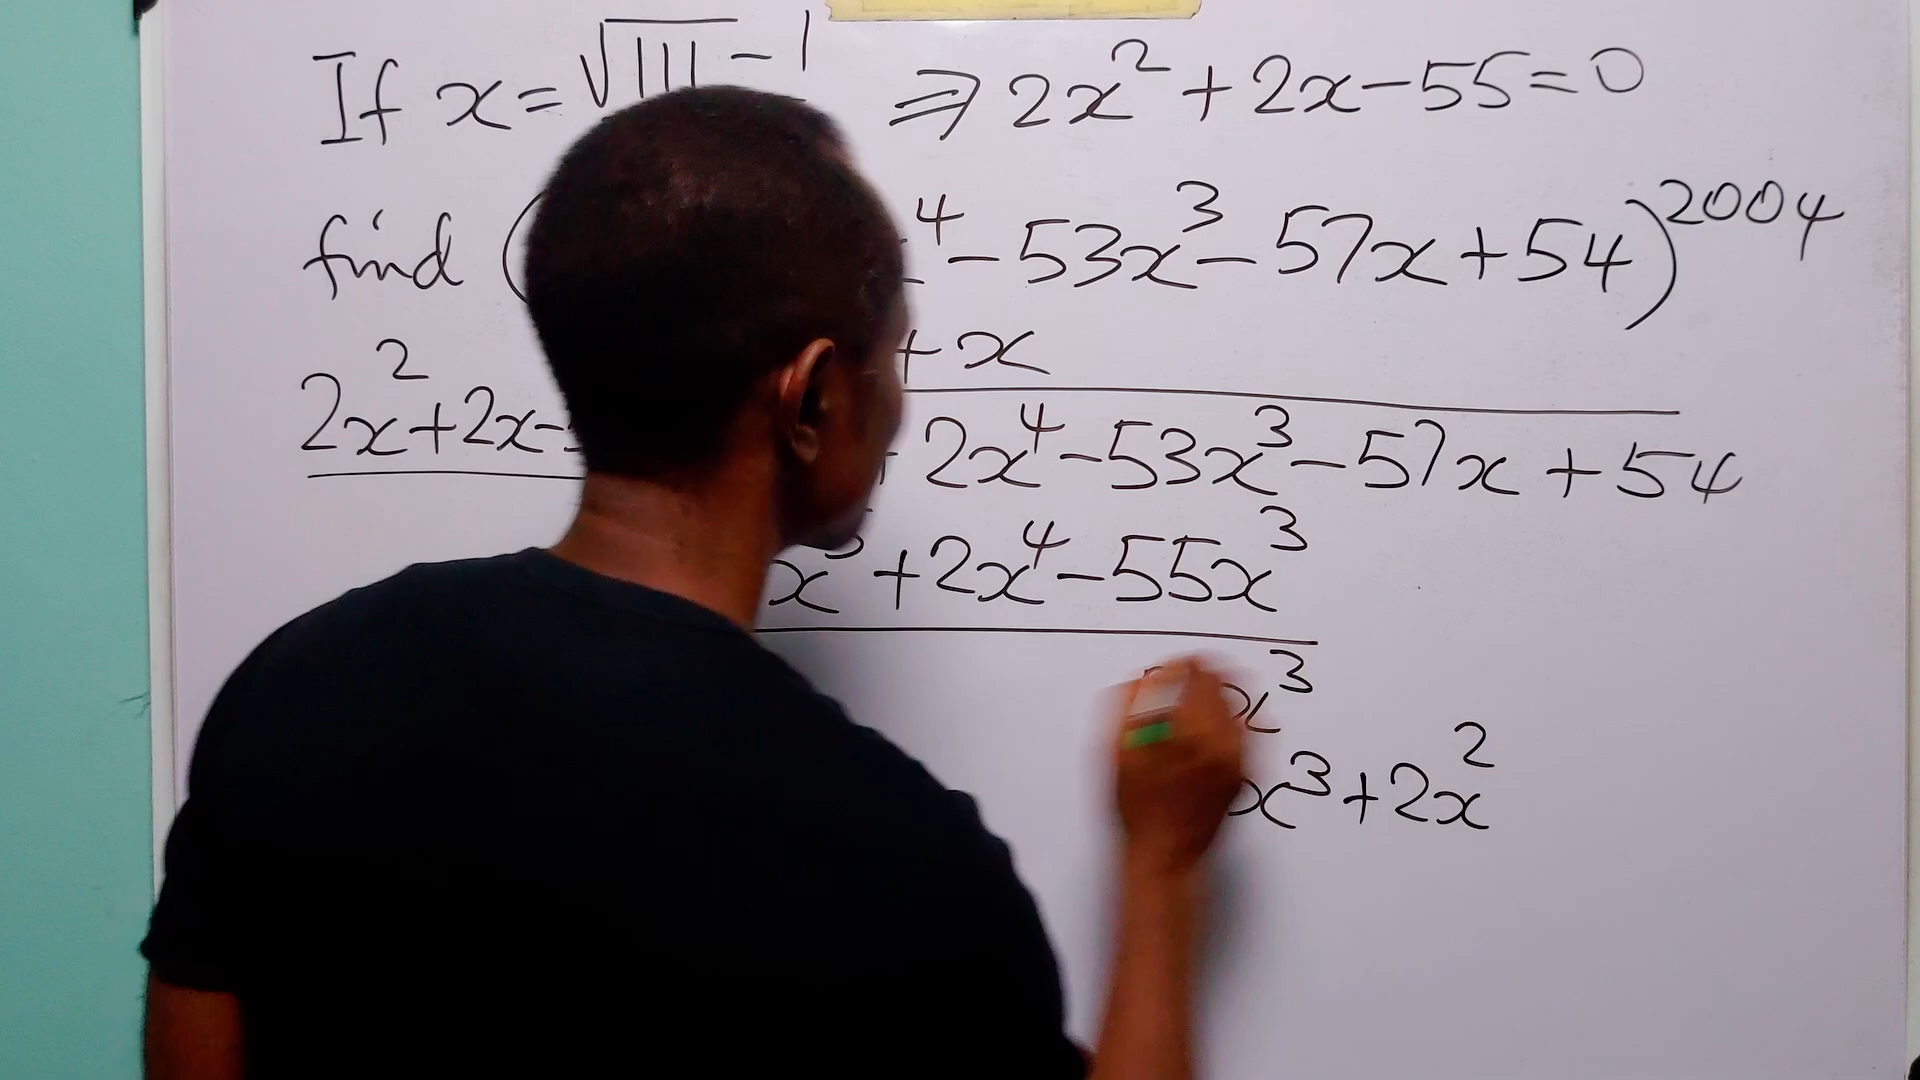 If x = √111 - 1 ⇒ 2x² + 2x - 55 = 0
find ( ⁴ - 53x³ - 57x + 54)²⁰⁰⁴
+ x
2x² + 2x - 2x⁴ - 53x³ - 57x + 54
x⁵ + 2x⁴ - 55x³
x³
x³ + 2x²